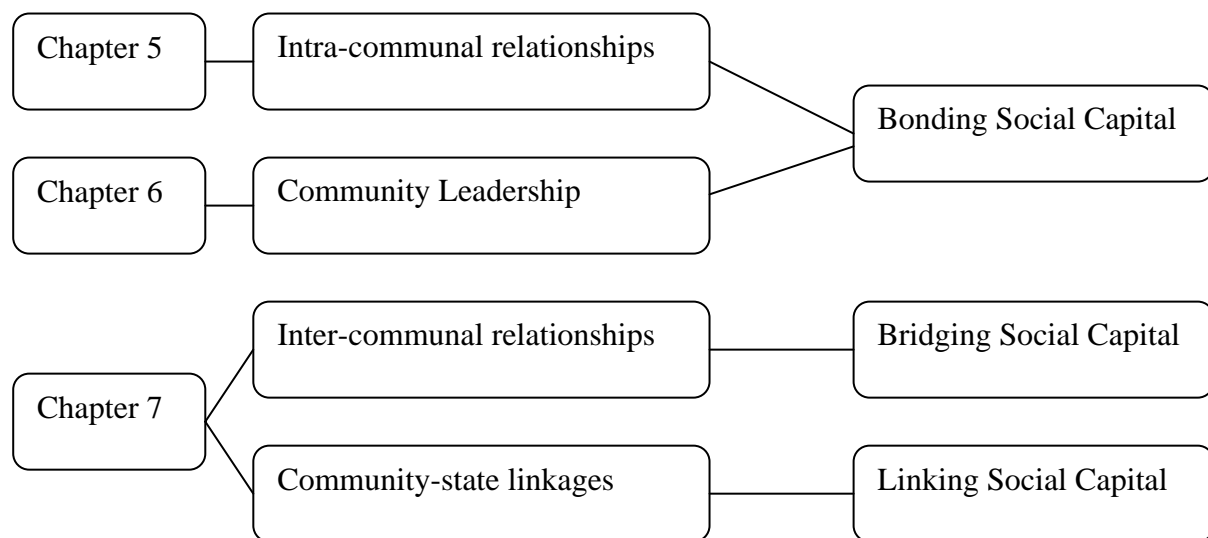 Chapter 5
Intra-communal relationships
Bonding Social Capital
Chapter 6
Community Leadership
Inter-communal relationships
Bridging Social Capital
Chapter 7
Community-state linkages
Linking Social Capital